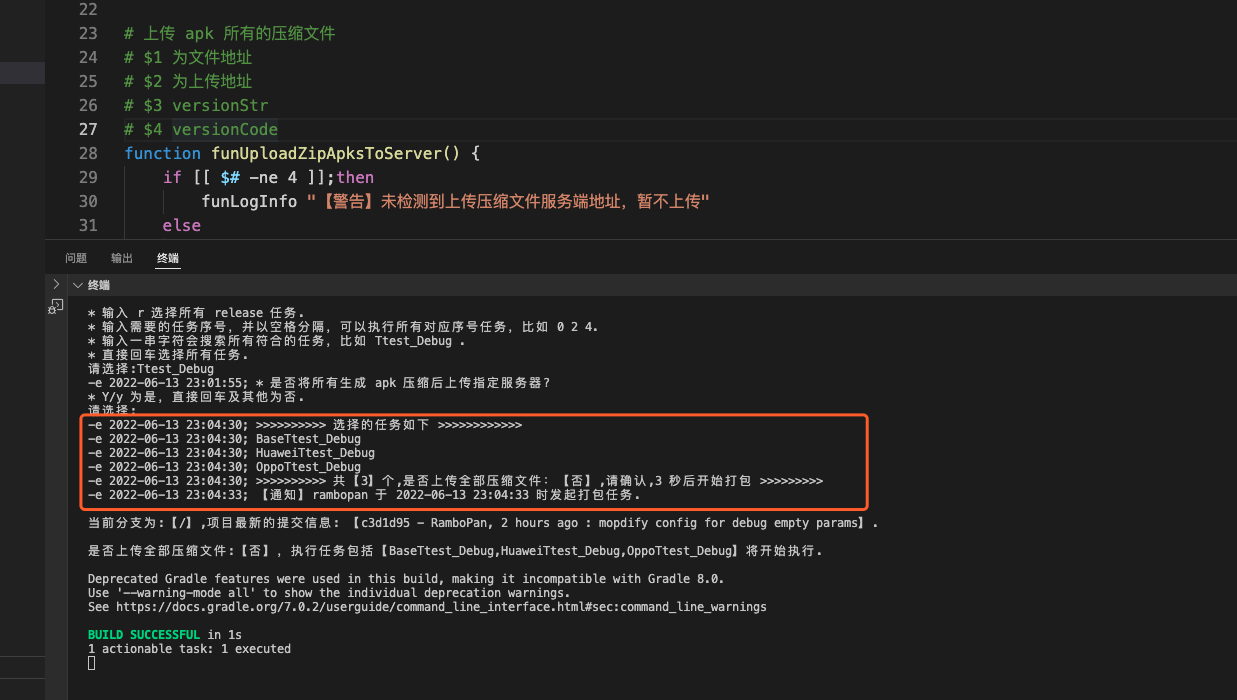 22
23 # 上传 apk 所有的压缩文件
24 # $1 为文件地址
25 # $2 为上传地址
26 # $3 versionStr
27 # $4 versionCode
28 function funUploadZipApksToServer() {
29 if [[ $# -ne 4 ]];then
30 funLogInfo "【警告】未检测到上传压缩文件服务端地址，暂不上传"
31 else
问题 输出 终端
终端
* 输入 r 选择所有 release 任务.
* 输入需要的任务序号，并以空格分隔，可以执行所有对应序号任务，比如 0 2 4.
* 输入一串字符会搜索所有符合的任务，比如 Ttest_Debug .
* 直接回车选择所有任务.
请选择:Ttest_Debug
-e 2022-06-13 23:01:55; * 是否将所有生成 apk 压缩后上传指定服务器?
* Y/y 为是，直接回车及其他为否.
请选择:
-e 2022-06-13 23:04:30; >>>>>>>>>> 选择的任务如下 >>>>>>>>>>>>
-e 2022-06-13 23:04:30; BaseTtest_Debug
-e 2022-06-13 23:04:30; HuaweiTtest_Debug
-e 2022-06-13 23:04:30; OppoTtest_Debug
-e 2022-06-13 23:04:30; >>>>>>>>>> 共【3】个,是否上传全部压缩文件: 【否】,请确认,3 秒后开始打包 >>>>>>>>>
-e 2022-06-13 23:04:33; 【通知】rambopan 于 2022-06-13 23:04:33 时发起打包任务.
当前分支为:【/】,项目最新的提交信息: 【c3d1d95 - RamboPan, 2 hours ago : mopdify config for debug empty params】.
是否上传全部压缩文件:【否】, 执行任务包括【BaseTtest_Debug,HuaweiTtest_Debug,OppoTtest_Debug】将开始执行.
Deprecated Gradle features were used in this build, making it incompatible with Gradle 8.0.
Use '--warning-mode all' to show the individual deprecation warnings.
See https://docs.gradle.org/7.0.2/userguide/command_line_interface.html#sec:command_line_warnings
BUILD SUCCESSFUL in 1s
1 actionable task: 1 executed